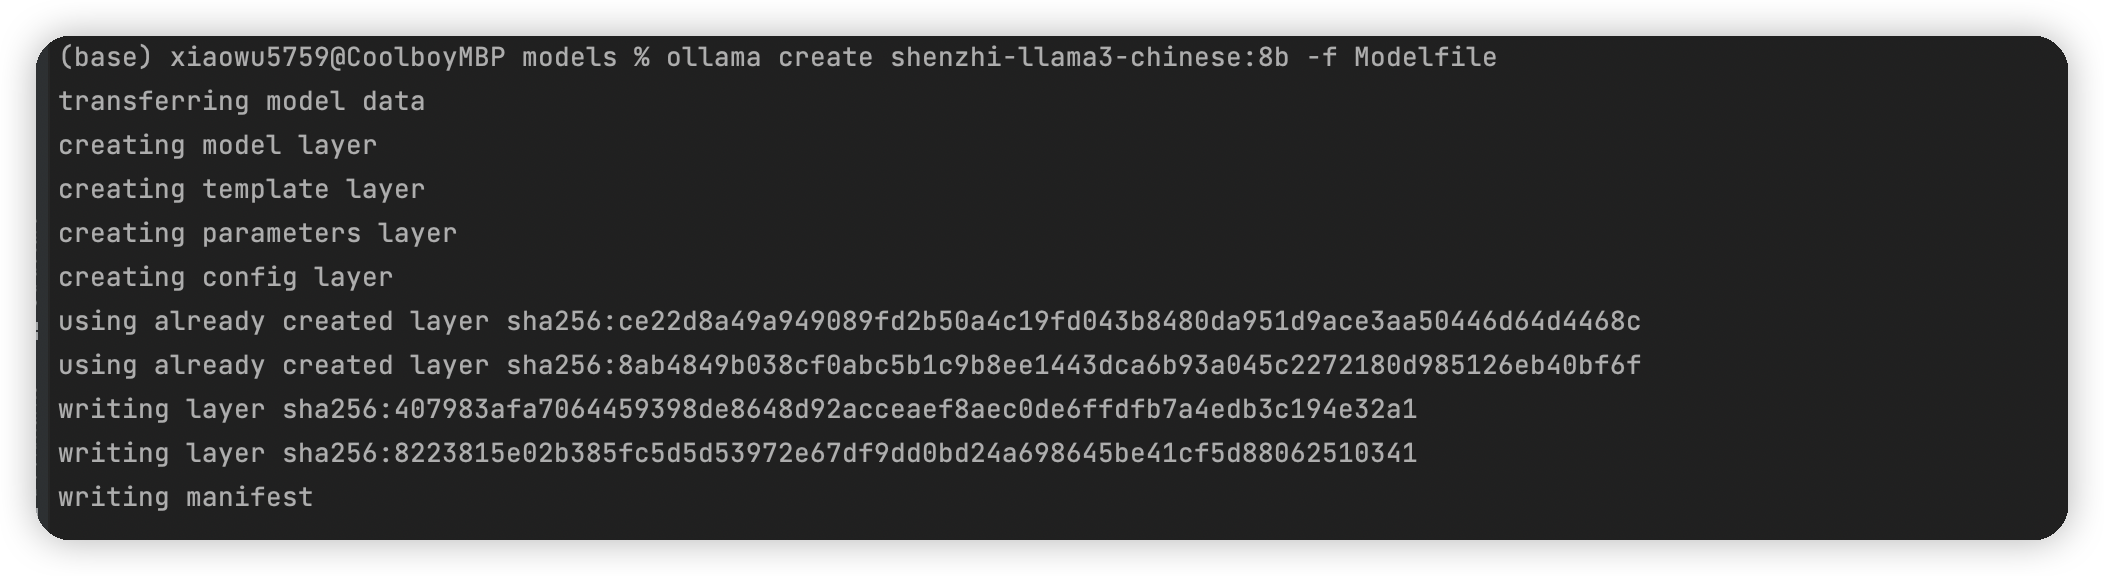 (base) xiaowu5759@CoolboyMBP models % ollama create shenzhi-llama3-chinese:8b -f Modelfile
transferring model data
creating model layer
creating template layer
creating parameters layer
creating config layer
using already created layer sha256:ce22d8a49a949089fd2b50a4c19fd043b8480da951d9ace3aa50446d64d4468c
using already created layer sha256:8ab4849b038cf0abc5b1c9b8ee1443dca6b93a045c2272180d985126eb40bf6f
writing layer sha256:407983afa7064459398de8648d92acceaef8aec0de6ffdfb7a4edb3c194e32a1
writing layer sha256:8223815e02b385fc5d5d53972e67df9dd0bd24a698645be41cf5d88062510341
writing manifest